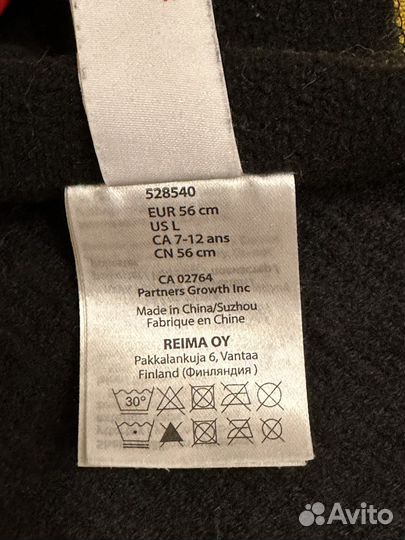 528540
EUR 56 cm
US L
CA 7-12 ans
CN 56 cm
CA 02764
Partners Growth Inc
Made in China/Suzhou
Fabrique en Chine
REIMA OY
Pakkalankuja 6, Vantaa
Finland (Финляндия )
30°
Avito